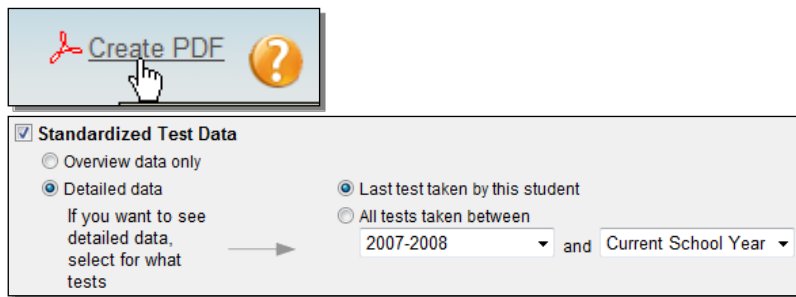 Create PDF ?
Standardized Test Data
Overview data only
Detailed data
Last test taken by this student
If you want to see
detailed data,
select for what
tests
All tests taken between
2007-2008 and Current School Year